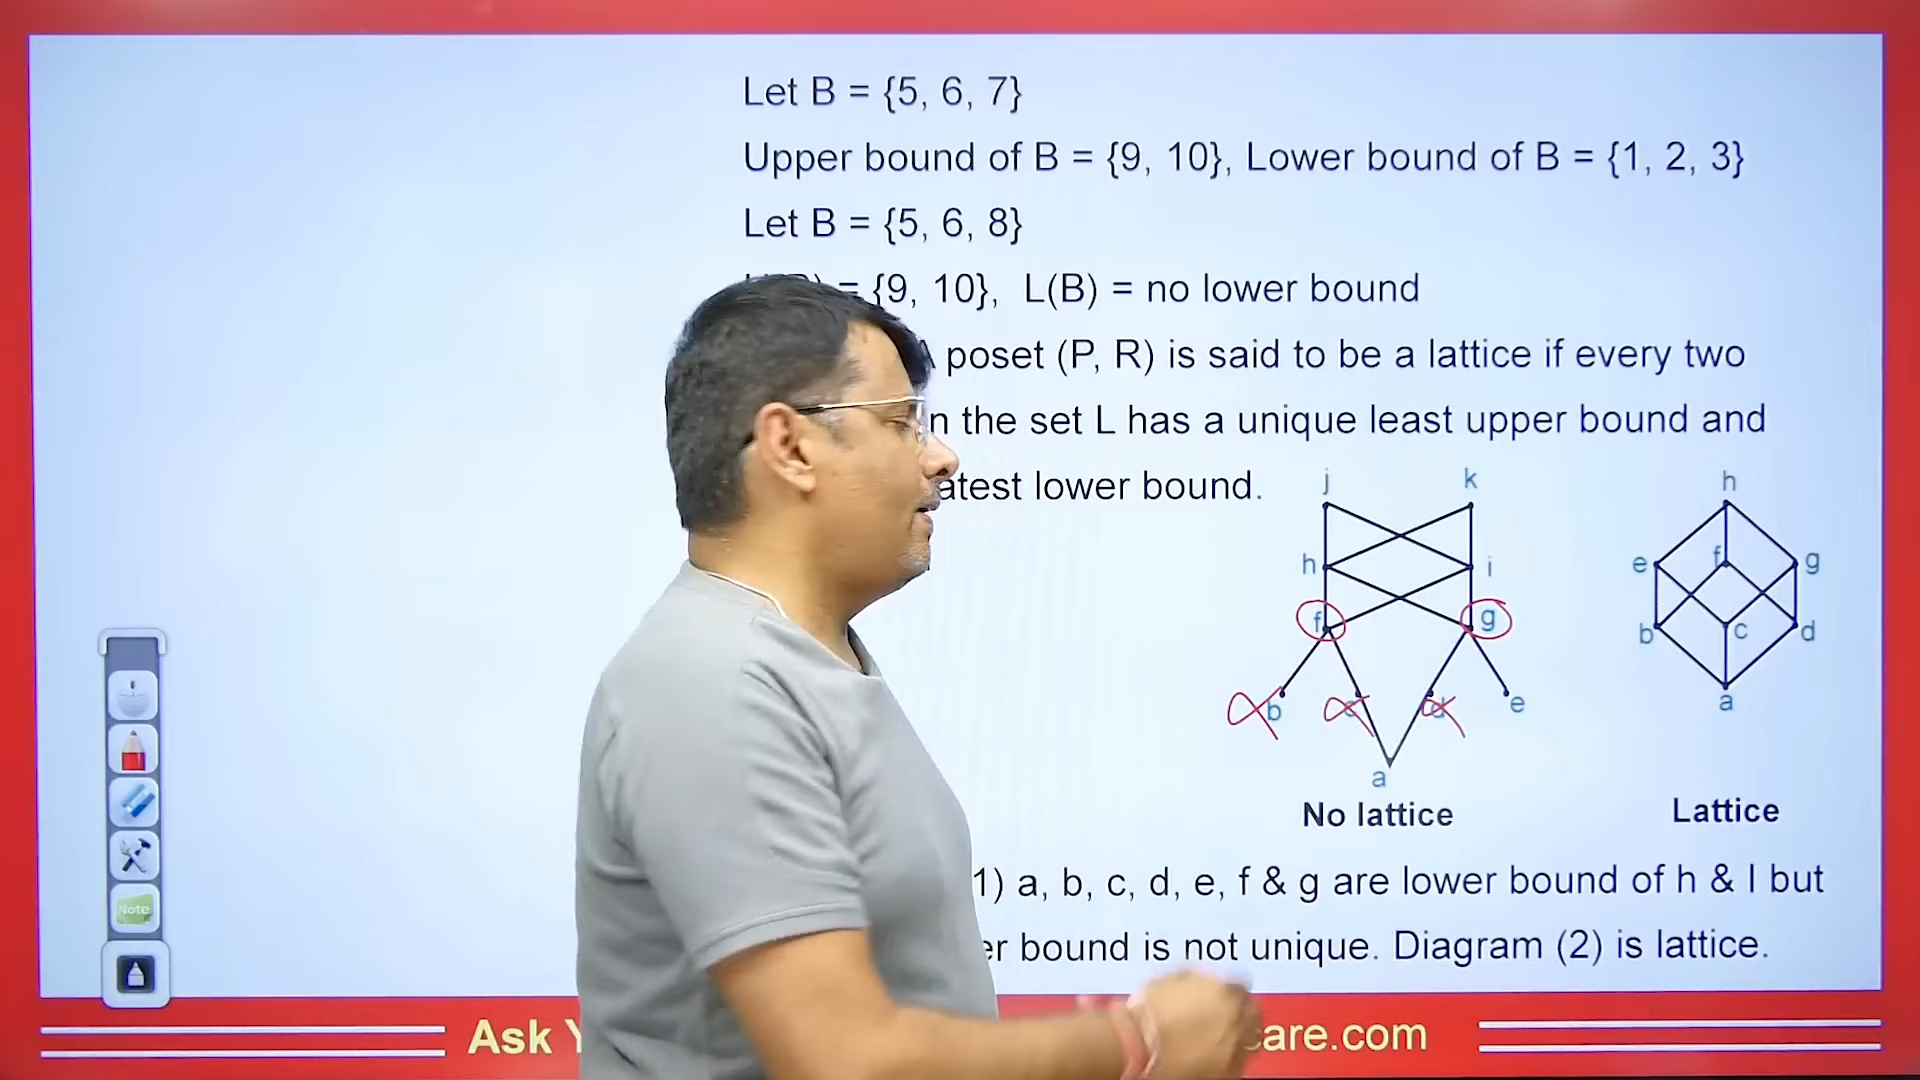 Let B = {5, 6, 7}
Upper bound of B = {9, 10}, Lower bound of B = {1, 2, 3}
Let B = {5, 6, 8}
= {9, 10}, L(B) = no lower bound
poset (P, R) is said to be a lattice if every two
the set L has a unique least upper bound and
lower bound.
j k
h i
f g
b c d e
a
No lattice
h
e f g
b c d
a
Lattice
1) a, b, c, d, e, f & g are lower bound of h & I but
bound is not unique. Diagram (2) is lattice.
Note
Ask